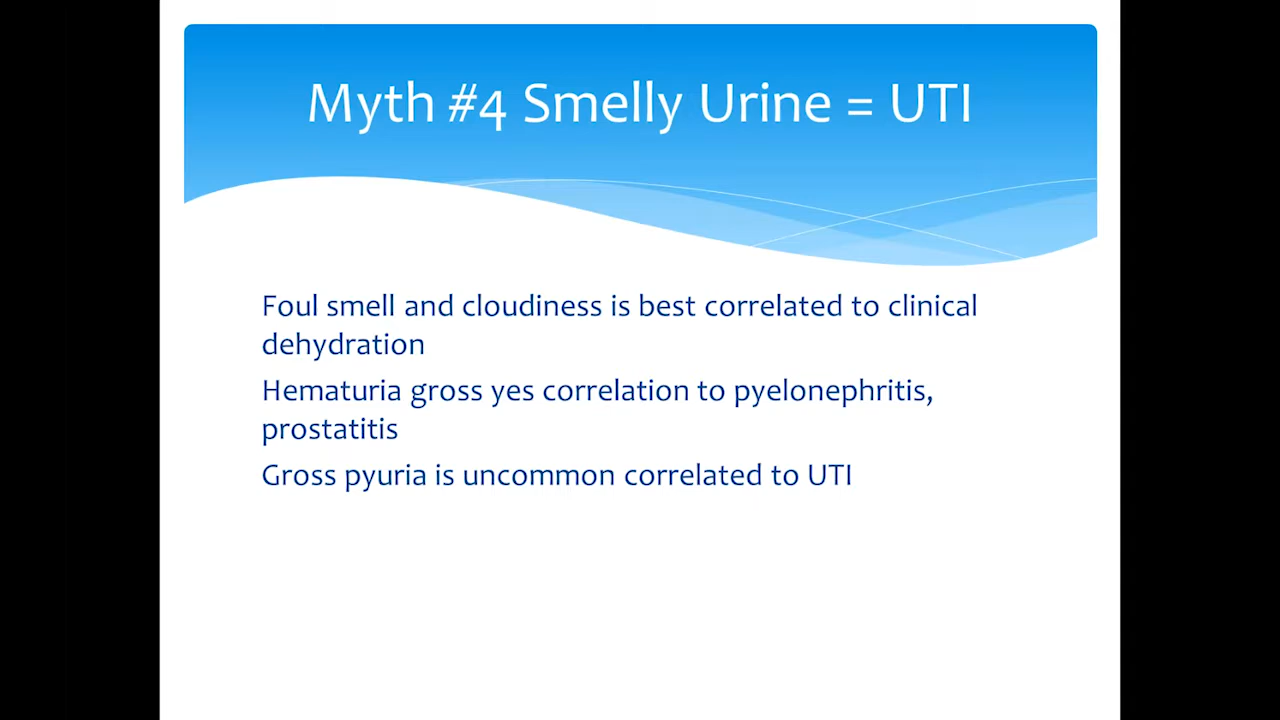 Myth #4 Smelly Urine = UTI
Foul smell and cloudiness is best correlated to clinical
dehydration
Hematuria gross yes correlation to pyelonephritis,
prostatitis
Gross pyuria is uncommon correlated to UTI